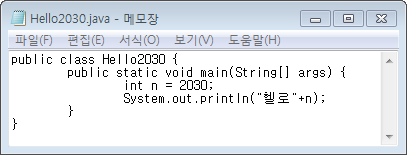 Hello2030.java - 메모장
파일(F) 편집(E) 서식(O) 보기(V) 도움말(H)
public class Hello2030 {
        public static void main(String[] args) {
                int n = 2030;
                System.out.println("헬로"+n);
        }
}